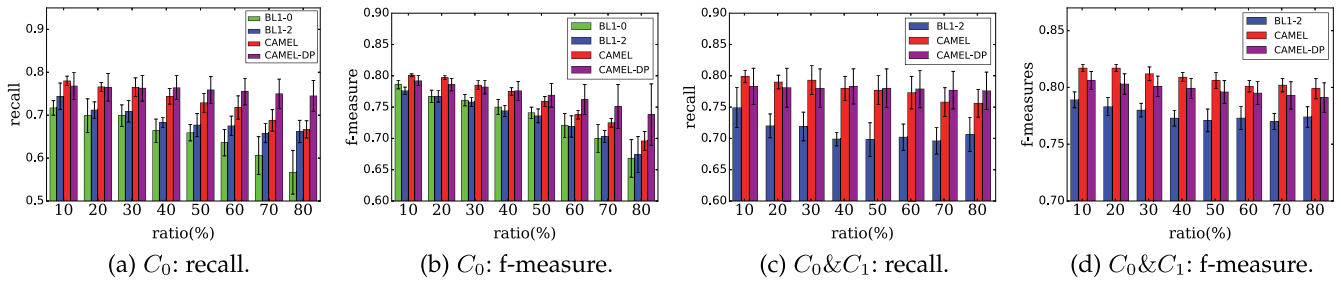 0.95
0.8
0.7
0.6
0.5
recall
10 20 30 40 50 60 70 80
ratio(%)
BL1-0
BL1-2
CAMEL
CAMEL-DP
(a) C0: recall.
0.90
0.85
0.80
0.75
0.70
0.65
0.60
f-measure
10 20 30 40 50 60 70 80
ratio(%)
BL1-0
BL1-2
CAMEL
CAMEL-DP
(b) C0: f-measure.
0.90
0.85
0.80
0.75
0.70
0.65
0.60
recall
10 20 30 40 50 60 70 80
ratio(%)
BL1-2
CAMEL
CAMEL-DP
(c) C0&C1: recall.
0.85
0.80
0.75
0.70
f-measures
10 20 30 40 50 60 70 80
ratio(%)
BL1-2
CAMEL
CAMEL-DP
(d) C0&C1: f-measure.